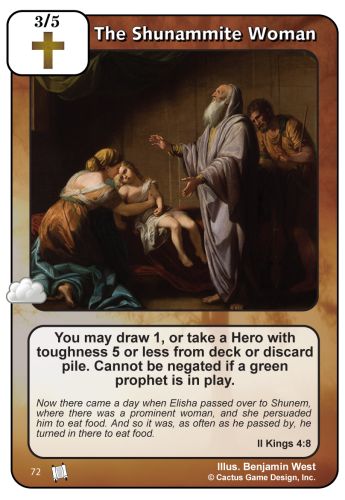 3/5
The Shunammite Woman
You may draw 1, or take a Hero with
toughness 5 or less from deck or discard
pile. Cannot be negated if a green
prophet is in play.
Now there came a day when Elisha passed over to Shunem,
where there was a prominent woman, and she persuaded
him to eat food. And so it was, as often as he passed by, he
turned in there to eat food.
II Kings 4:8
72
Illus. Benjamin West
© Cactus Game Design, Inc.